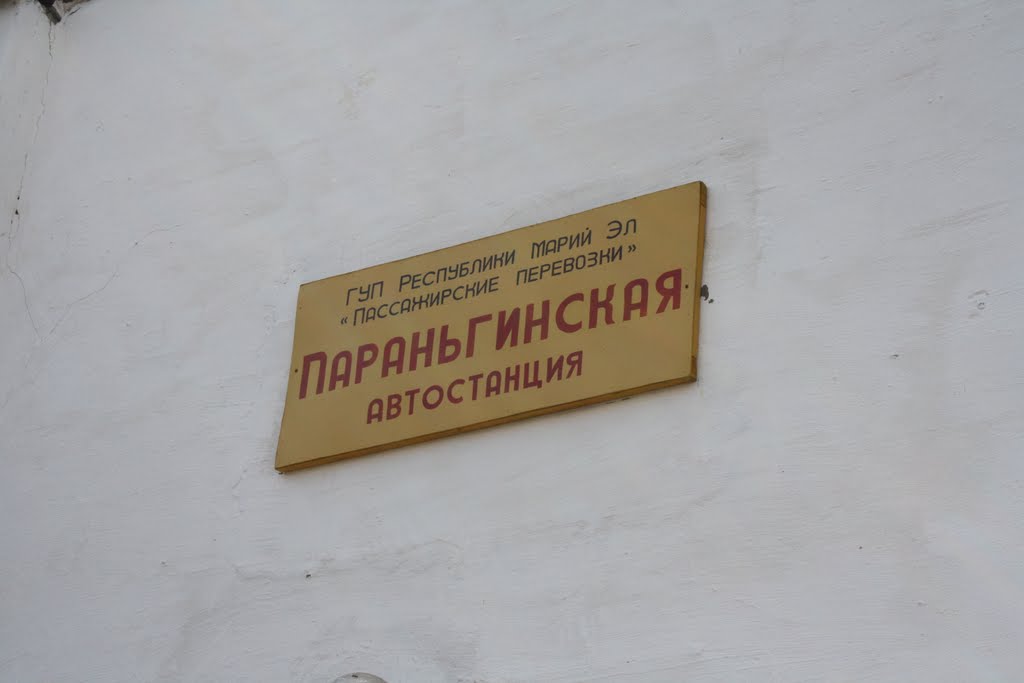 ГУП Республики Марий Эл
«Пассажирские перевозки»
ПАРАНЬГИНСКАЯ
АВТОСТАНЦИЯ